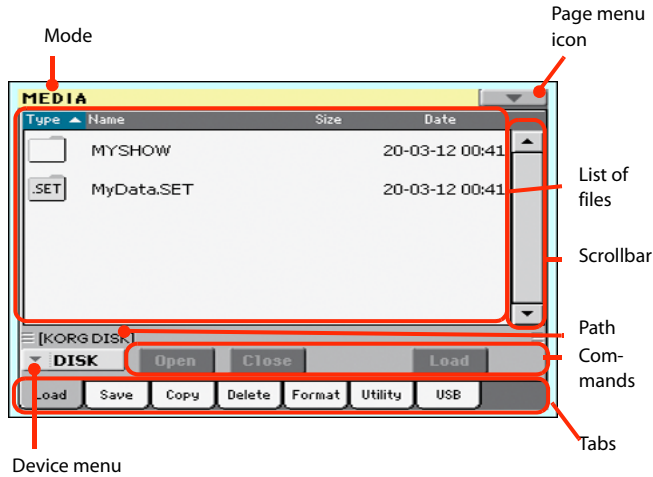 Page menu
icon
Mode
MEDIA
Type Name Size Date
MYSHOW 20-03-12 00:41
.SET MyData.SET 20-03-12 00:41
List of
files
Scrollbar
[KORG DISK]
Path
DISK Open Close Load
Com-
mands
Load Save Copy Delete Format Utility USB
Tabs
Device menu